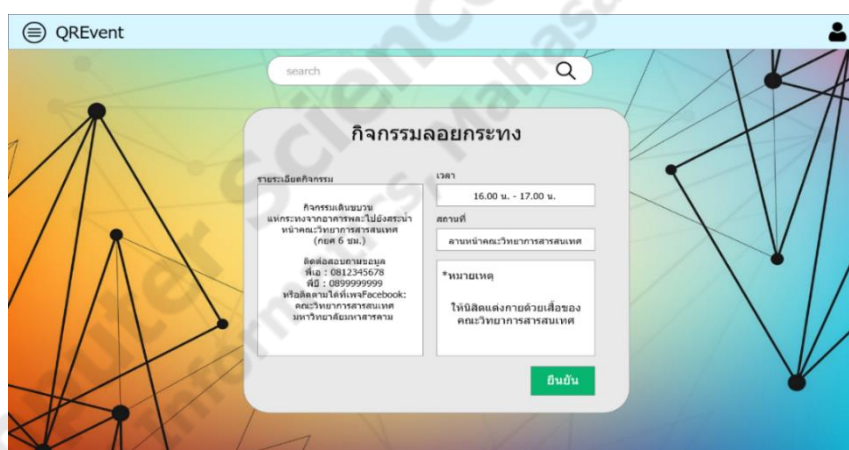 QREvent
search
กิจกรรมลอยกระทง
รายระเอียดกิจกรรม
กิจกรรมเดินขบวน
แห่กระทงจากอาคารพละไปยังสระน้ำ
หน้าคณะวิทยาการสารสนเทศ
(กยศ 6 ชม.)
ติดต่อสอบถามข้อมูล
พี่เอ : 0812345678
พี่บี : 0899999999
หรือติดตามได้ที่เพจFacebook:
คณะวิทยาการสารสนเทศ
มหาวิทยาลัยมหาสารคาม
เวลา
16.00 น. - 17.00 น.
สถานที่
ลานหน้าคณะวิทยาการสารสนเทศ
*หมายเหตุ
ให้นิสิตแต่งกายด้วยเสื้อของ
คณะวิทยาการสารสนเทศ
ยืนยัน